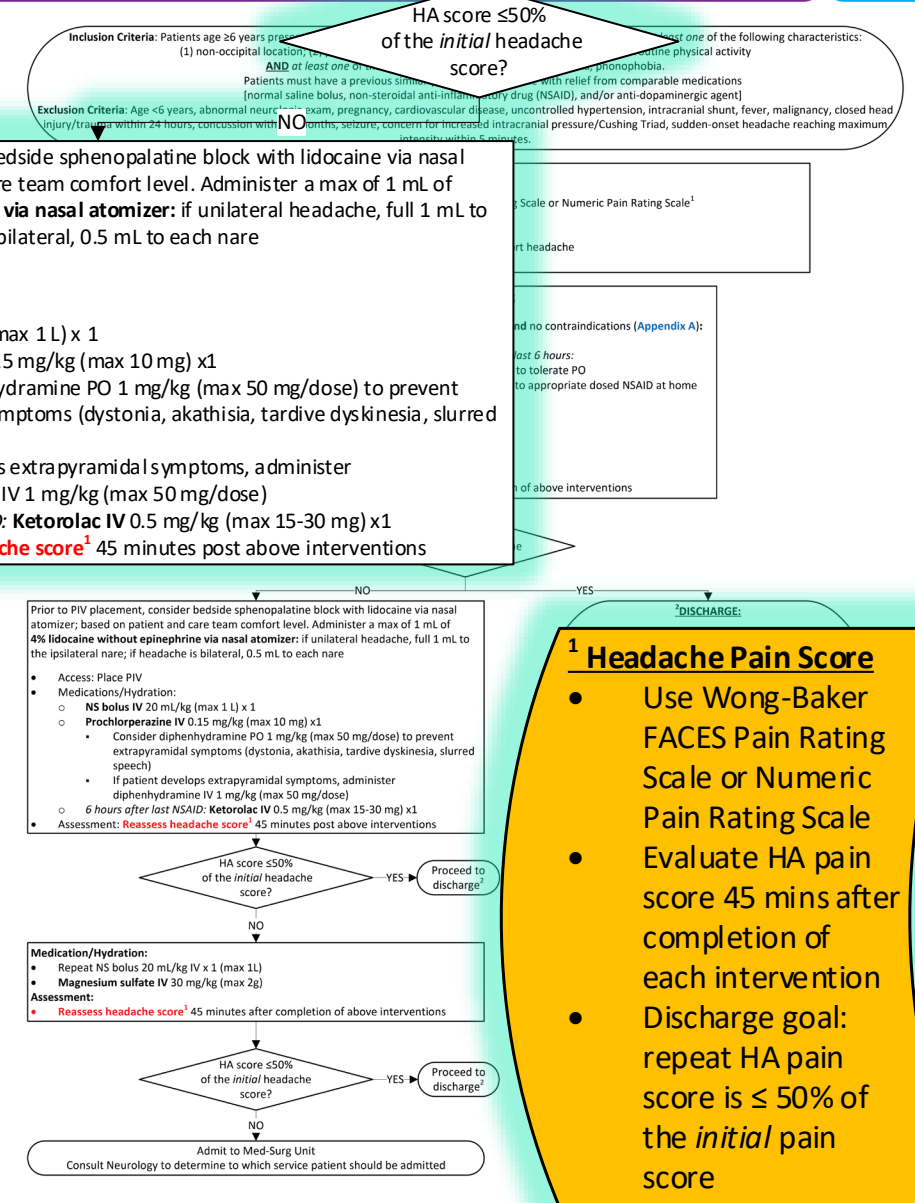 HA score ≤50%
of the initial headache
score?
Inclusion Criteria: Patients age ≥6 years
least one of the following characteristics:
(1) non-occipital location; (2)
routine physical activity
AND at least one of
phonophobia.
Patients must have a previous
with relief from comparable medications
[normal saline bolus, non-steroidal anti-inflammatory drug (NSAID), and/or anti-dopaminergic agent]
Exclusion Criteria: Age <6 years, abnormal neurologic exam, pregnancy, cardiovascular disease, uncontrolled hypertension, intracranial shunt, fever, malignancy, closed head
injury/trauma within 24 hours, concussion months, seizure, concern for increased intracranial pressure/Cushing Triad, sudden-onset headache reaching maximum
intensity within 5 minutes.
NO
edside sphenopalatine block with lidocaine via nasal
re team comfort level. Administer a max of 1 mL of
via nasal atomizer: if unilateral headache, full 1 mL to
bilateral, 0.5 mL to each nare
max 1 L) x 1
5 mg/kg (max 10 mg) x1
ydramine PO 1 mg/kg (max 50 mg/dose) to prevent
mptoms (dystonia, akathisia, tardive dyskinesia, slurred
s extrapyramidal symptoms, administer
IV 1 mg/kg (max 50 mg/dose)
Ketorolac IV 0.5 mg/kg (max 15-30 mg) x1
che score¹ 45 minutes post above interventions
Scale or Numeric Pain Rating Scale¹
rt headache
nd no contraindications (Appendix A):
last 6 hours:
to tolerate PO
to appropriate dosed NSAID at home
n of above interventions
NO
YES
Prior to PIV placement, consider bedside sphenopalatine block with lidocaine via nasal
atomizer; based on patient and care team comfort level. Administer a max of 1 mL of
4% lidocaine without epinephrine via nasal atomizer: if unilateral headache, full 1 mL to
the ipsilateral nare; if headache is bilateral, 0.5 mL to each nare
• Access: Place PIV
• Medications/Hydration:
o NS bolus IV 20 mL/kg (max 1 L) x 1
o Prochlorperazine IV 0.15 mg/kg (max 10 mg) x1
▪ Consider diphenhydramine PO 1 mg/kg (max 50 mg/dose) to prevent
extrapyramidal symptoms (dystonia, akathisia, tardive dyskinesia, slurred
speech)
▪ If patient develops extrapyramidal symptoms, administer
diphenhydramine IV 1 mg/kg (max 50 mg/dose)
o 6 hours after last NSAID: Ketorolac IV 0.5 mg/kg (max 15-30 mg) x1
• Assessment: Reassess headache score¹ 45 minutes post above interventions
²DISCHARGE:
HA score ≤50%
of the initial headache
score?
YES
Proceed to
discharge²
NO
Medication/Hydration:
• Repeat NS bolus 20 mL/kg IV x 1 (max 1L)
• Magnesium sulfate IV 30 mg/kg (max 2g)
Assessment:
• Reassess headache score¹ 45 minutes after completion of above interventions
HA score ≤50%
of the initial headache
score?
YES
Proceed to
discharge²
NO
Admit to Med-Surg Unit
Consult Neurology to determine to which service patient should be admitted
¹ Headache Pain Score
• Use Wong-Baker
FACES Pain Rating
Scale or Numeric
Pain Rating Scale
• Evaluate HA pain
score 45 mins after
completion of
each intervention
• Discharge goal:
repeat HA pain
score is ≤ 50% of
the initial pain
score